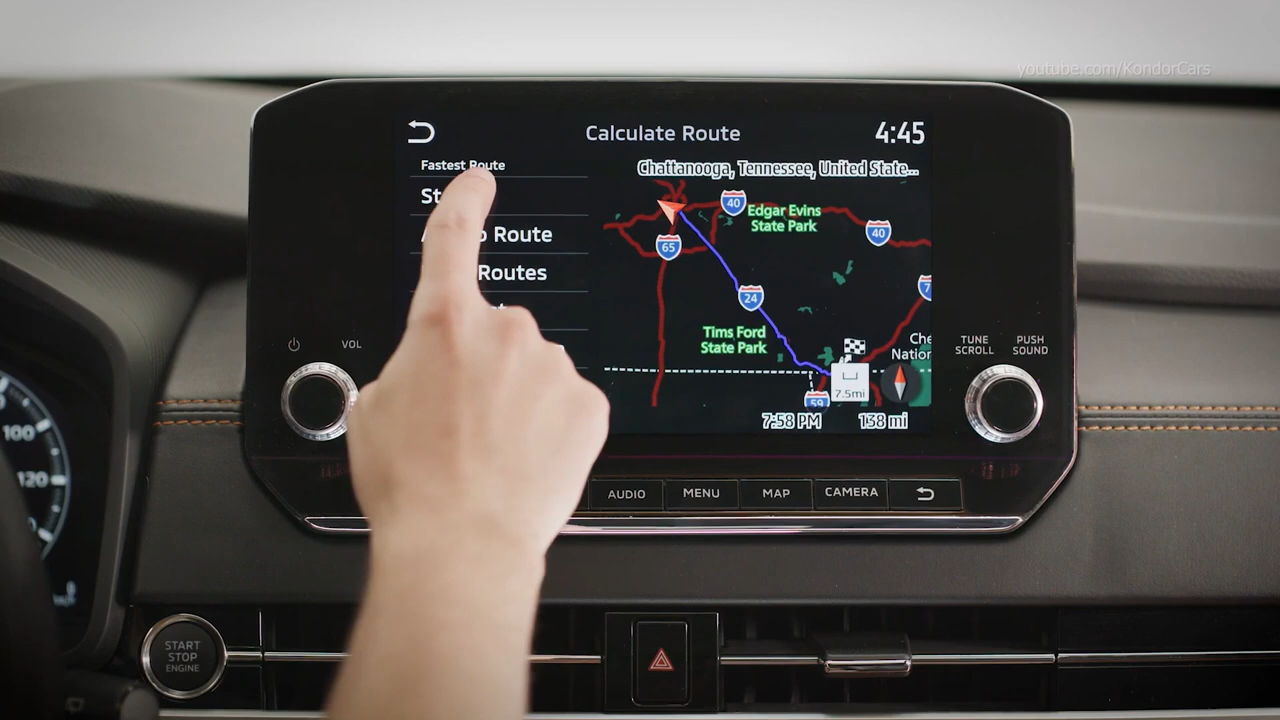 youtube.com/KondorCars
Calculate Route
4:45
Fastest Route
St
Route
Routes
Chattanooga, Tennessee, United State...
40
Edgar Evins
State Park
40
65
24
7
Tims Ford
State Park
Che
Nation
7.5mi
59
7:58 PM
138 mi
VOL
TUNE
SCROLL
PUSH
SOUND
AUDIO
MENU
MAP
CAMERA
100
120
START
STOP
ENGINE